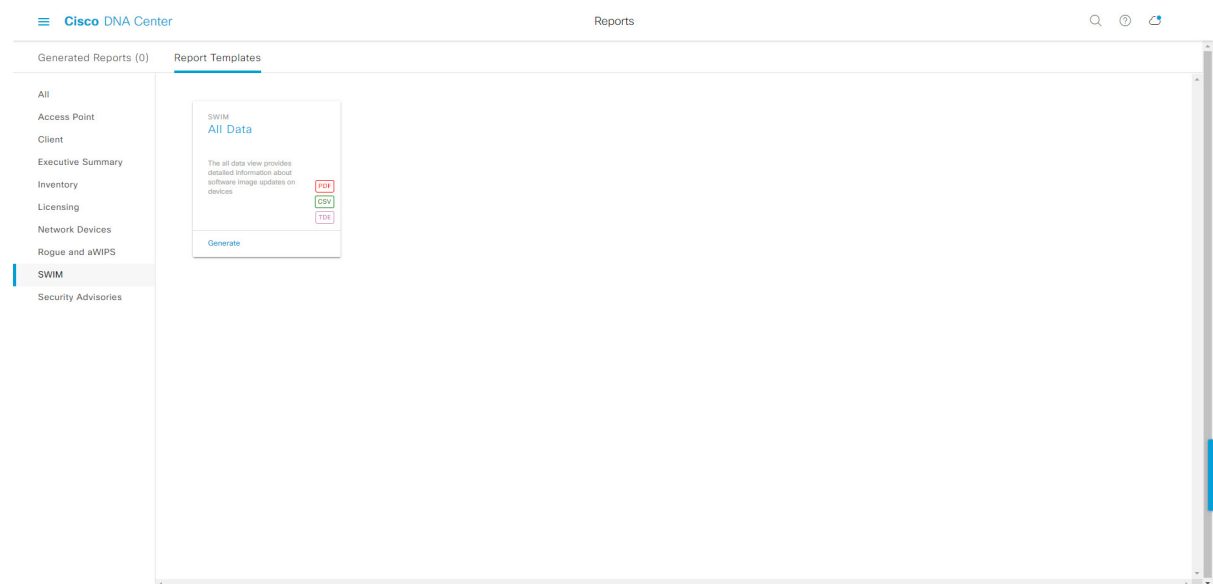 Cisco DNA Center
Reports
Generated Reports (0)
Report Templates
All
Access Point
Client
Executive Summary
Inventory
Licensing
Network Devices
Rogue and aWIPS
SWIM
Security Advisories
SWIM
All Data
The all data view provides
detailed information about
software image updates on
devices
PDF
CSV
TDE
Generate